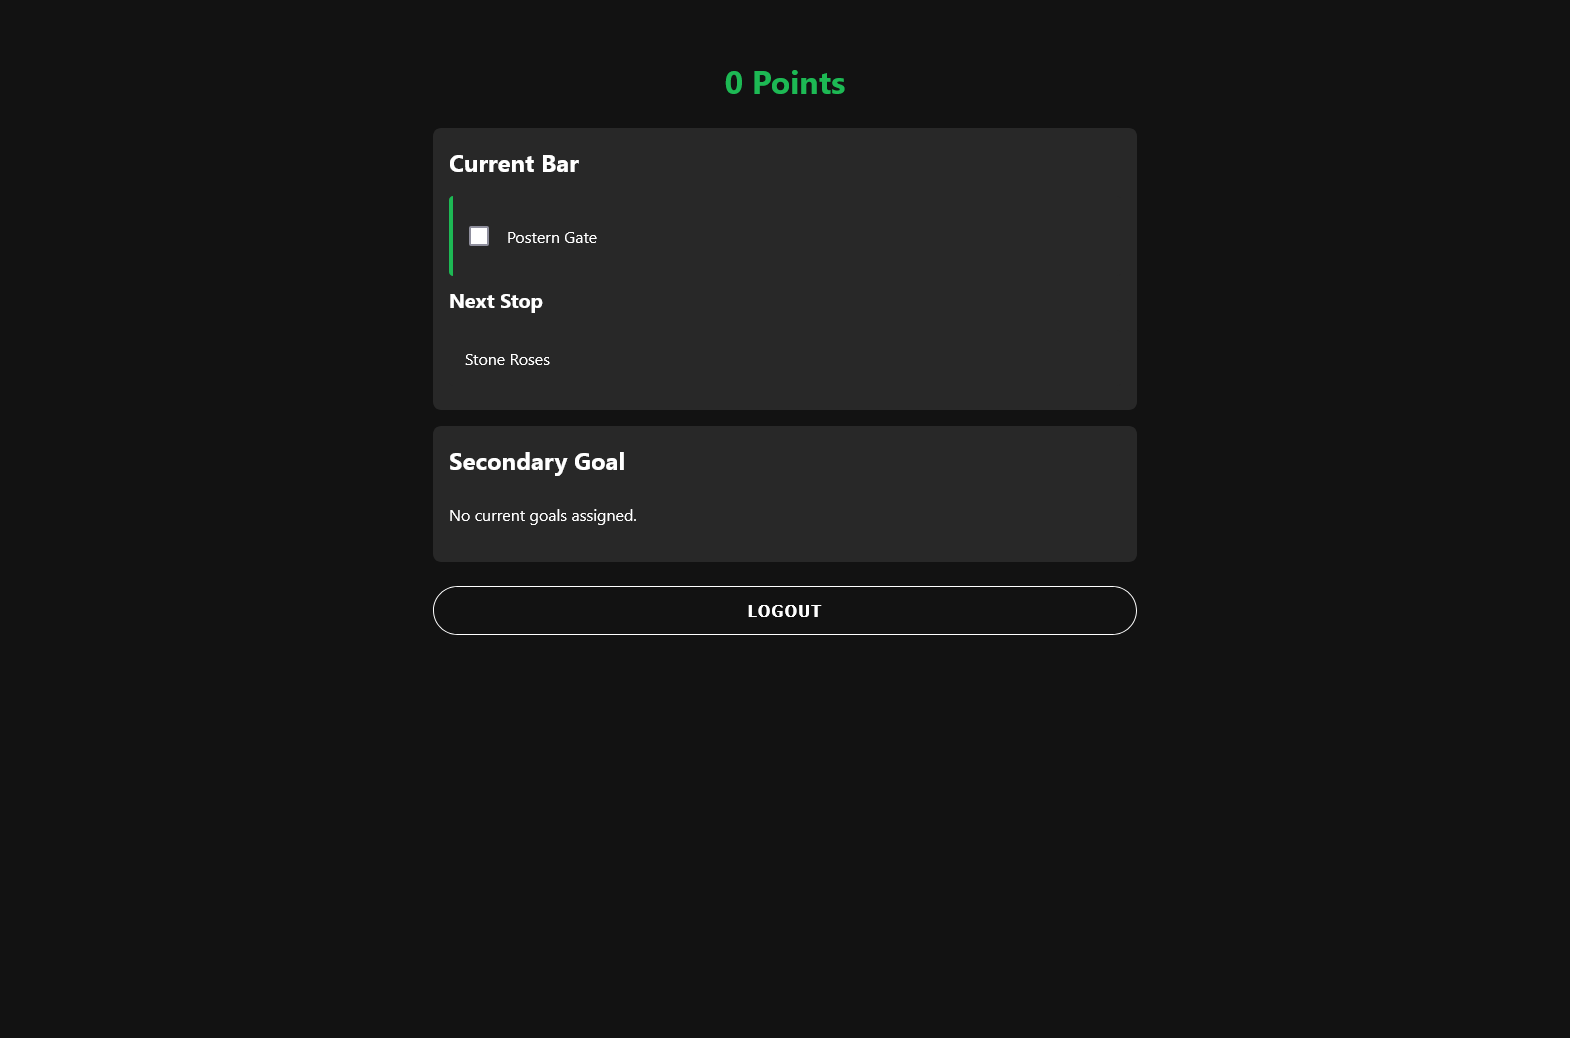 0 Points
Current Bar
Postern Gate
Next Stop
Stone Roses
Secondary Goal
No current goals assigned.
LOGOUT